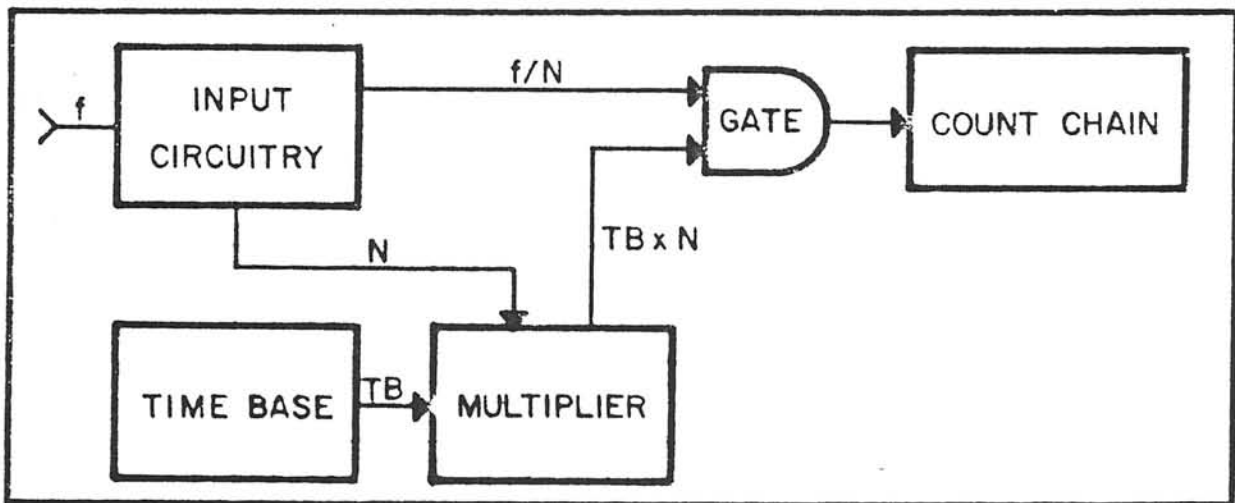 f
INPUT
CIRCUITRY
f/N
GATE
COUNT CHAIN
N
TB x N
TIME BASE
TB
MULTIPLIER